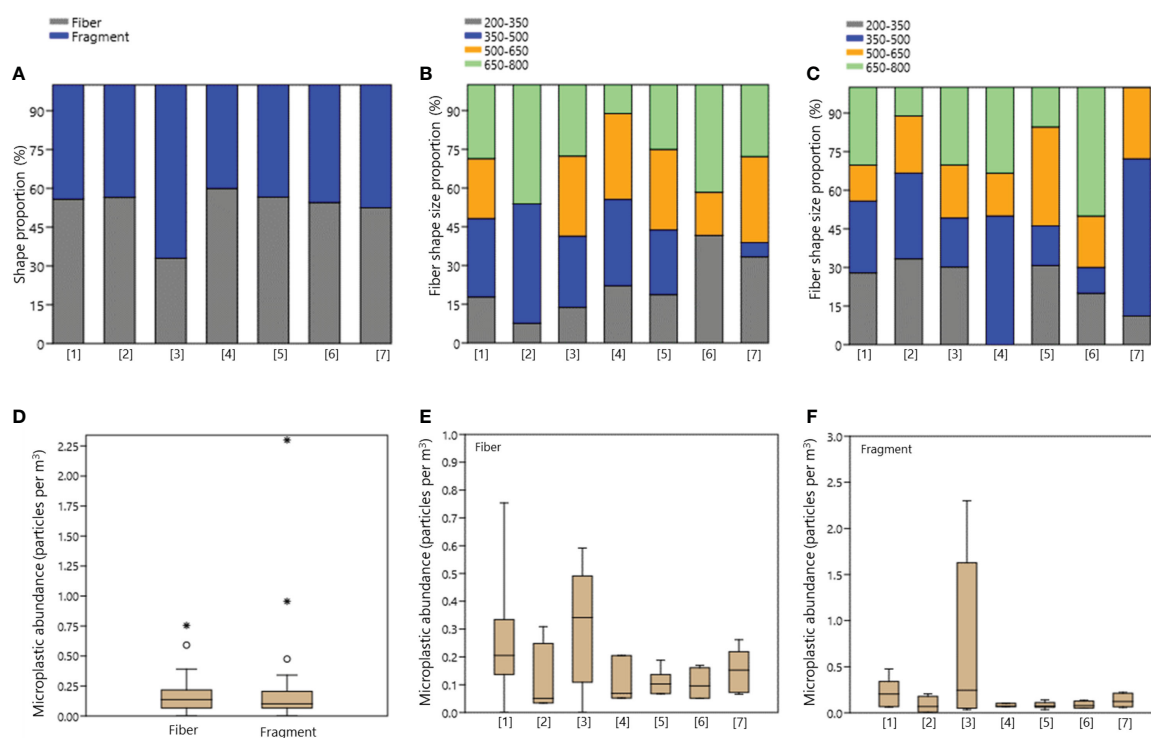 Fiber
Fragment
A
Shape proportion (%)
90
75
60
45
30
15
0
[1] [2] [3] [4] [5] [6] [7]
200-350
350-500
500-650
650-800
B
Fiber shape size proportion (%)
90
75
60
45
30
15
0
[1] [2] [3] [4] [5] [6] [7]
200-350
350-500
500-650
650-800
C
Fiber shape size proportion (%)
90
75
60
45
30
15
0
[1] [2] [3] [4] [5] [6] [7]
D
Microplastic abundance (particles per m³)
2.25
2.00
1.75
1.50
1.25
1.00
0.75
0.50
0.25
0.00
Fiber Fragment
E
Microplastic abundance (particles per m³)
Fiber
1.0
0.9
0.8
0.7
0.6
0.5
0.4
0.3
0.2
0.1
0.0
[1] [2] [3] [4] [5] [6] [7]
F
Microplastic abundance (particles per m³)
Fragment
3.0
2.5
2.0
1.5
1.0
0.5
0.0
[1] [2] [3] [4] [5] [6] [7]